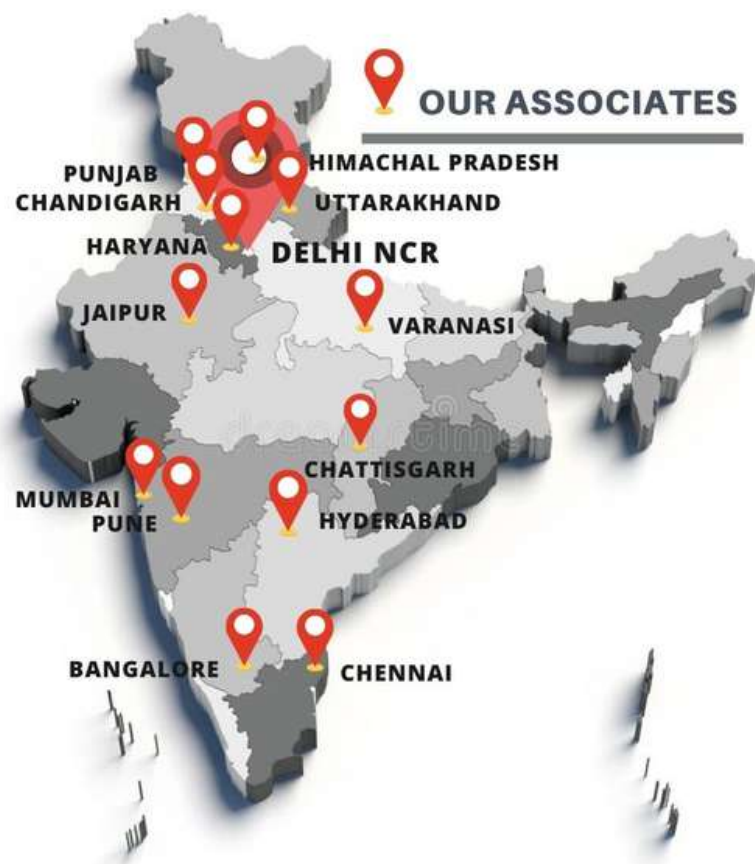 OUR ASSOCIATES
HIMACHAL PRADESH
PUNJAB
CHANDIGARH
UTTARAKHAND
HARYANA
DELHI NCR
JAIPUR
VARANASI
CHATTISGARH
MUMBAI
PUNE
HYDERABAD
BANGALORE
CHENNAI